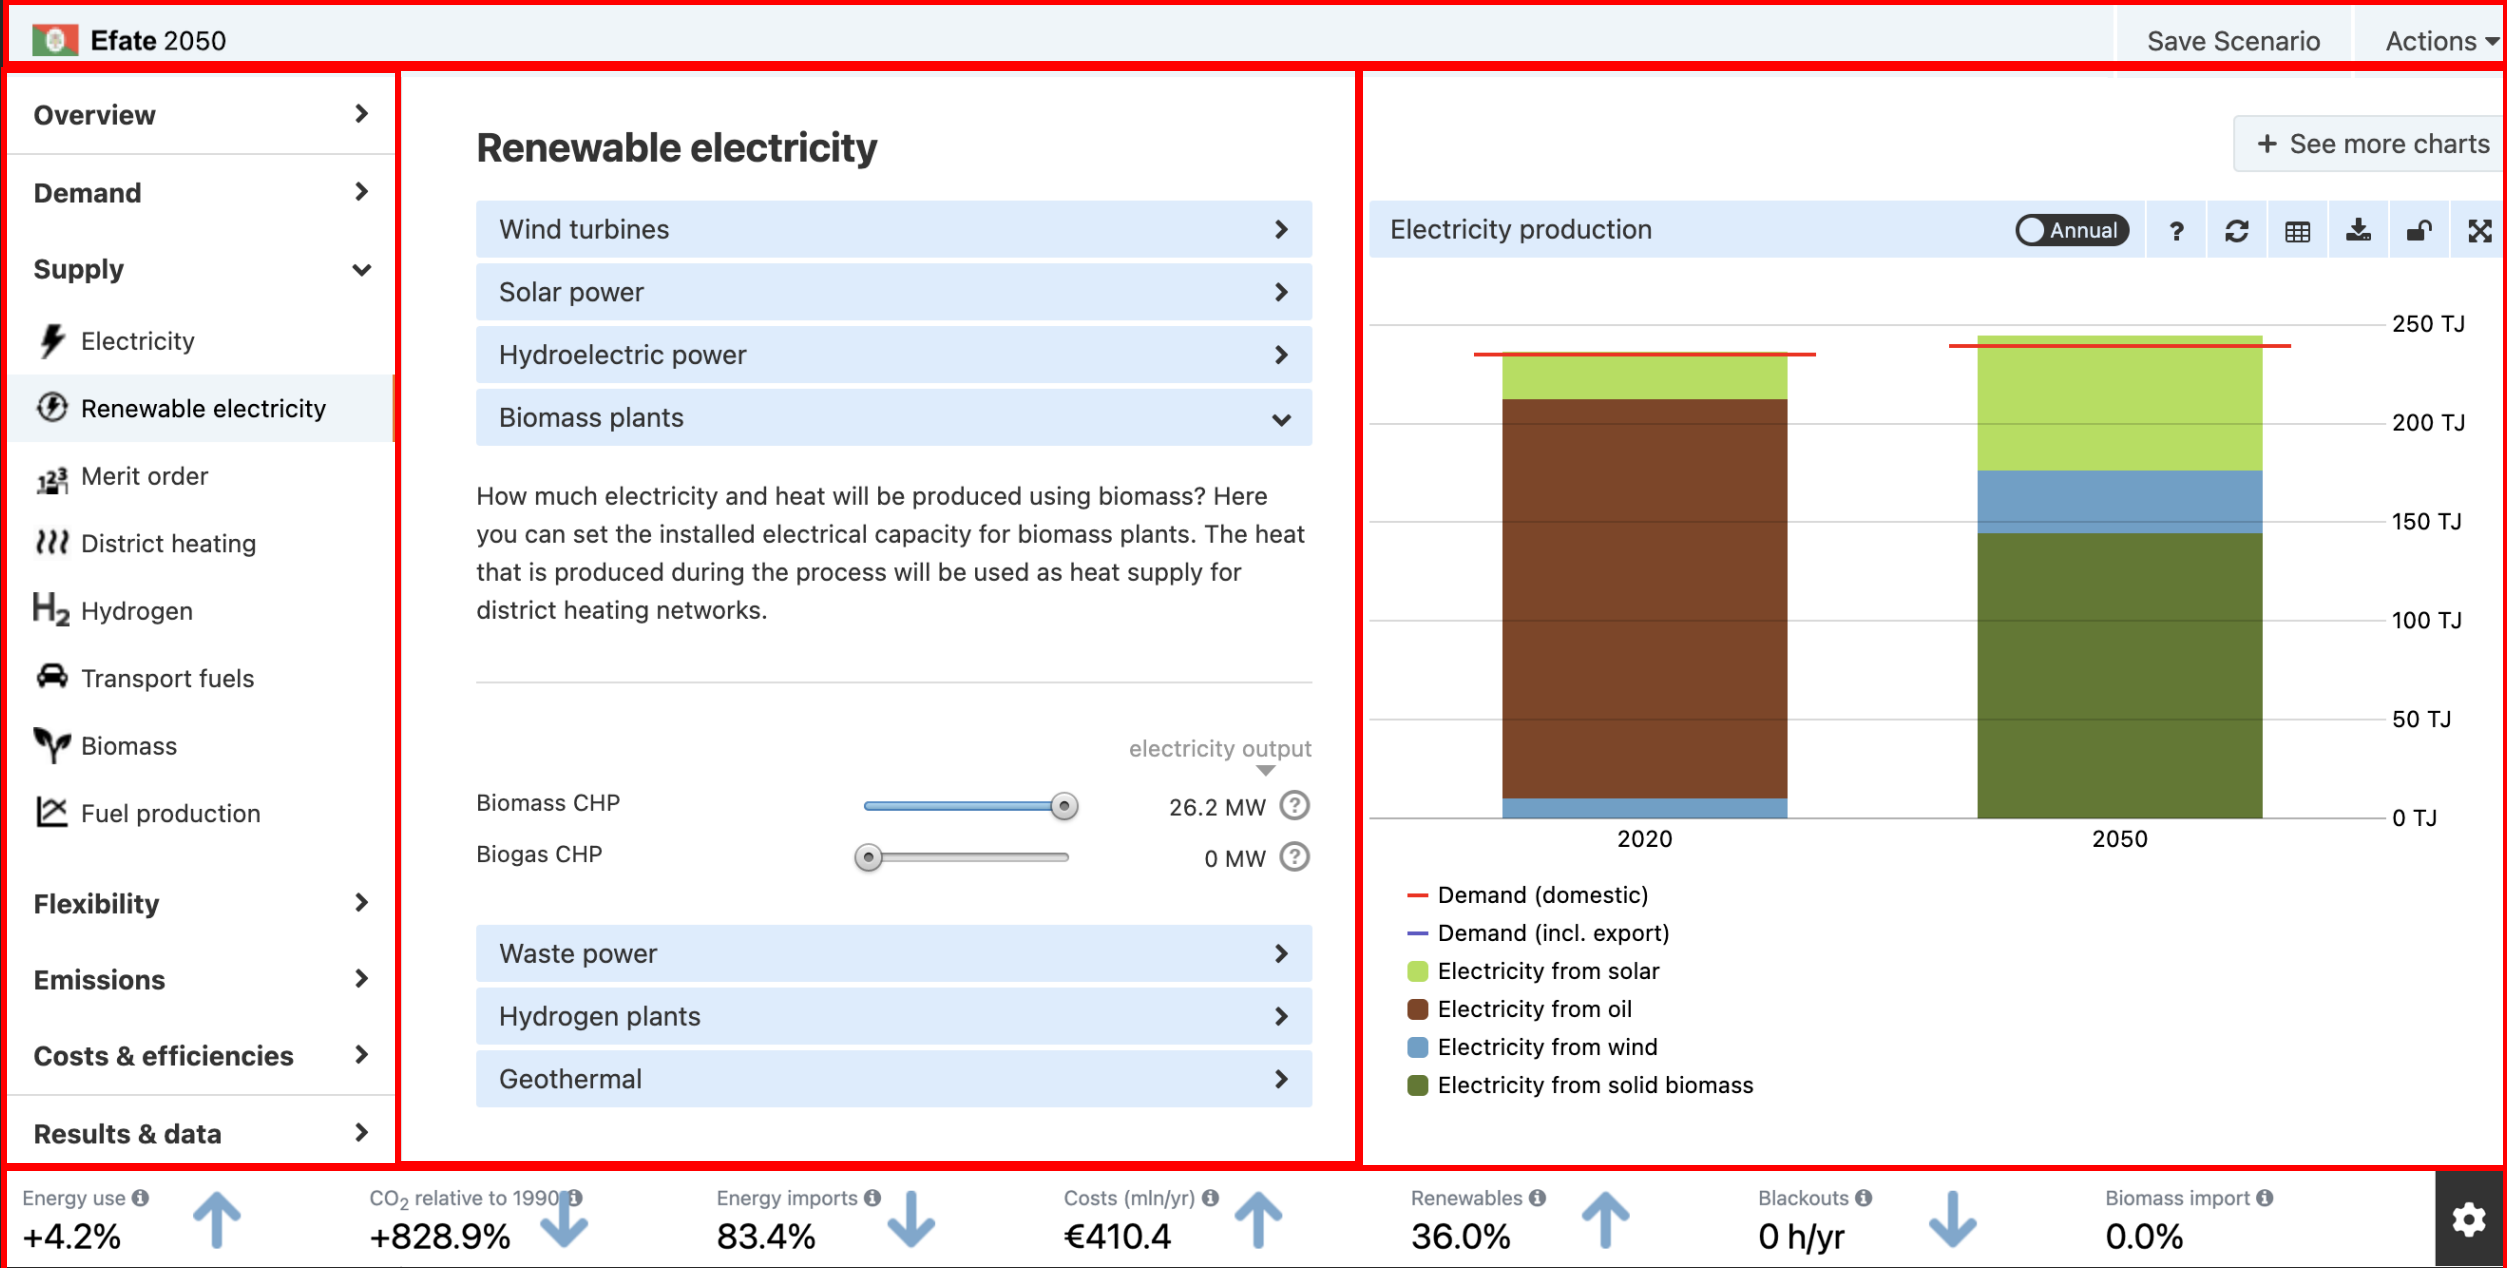 Efate 2050
Save Scenario
Actions
Overview
Demand
Supply
Electricity
Renewable electricity
Merit order
District heating
H2 Hydrogen
Transport fuels
Biomass
Fuel production
Flexibility
Emissions
Costs & efficiencies
Results & data
Renewable electricity
Wind turbines
Solar power
Hydroelectric power
Biomass plants
How much electricity and heat will be produced using biomass? Here
you can set the installed electrical capacity for biomass plants. The heat
that is produced during the process will be used as heat supply for
district heating networks.
electricity output
Biomass CHP 26.2 MW ?
Biogas CHP 0 MW ?
Waste power
Hydrogen plants
Geothermal
+ See more charts
Electricity production
Annual
?
250 TJ
200 TJ
150 TJ
100 TJ
50 TJ
0 TJ
2020
2050
Demand (domestic)
Demand (incl. export)
Electricity from solar
Electricity from oil
Electricity from wind
Electricity from solid biomass
Energy use
+4.2%
CO2 relative to 1990
+828.9%
Energy imports
83.4%
Costs (mln/yr)
€410.4
Renewables
36.0%
Blackouts
0 h/yr
Biomass import
0.0%